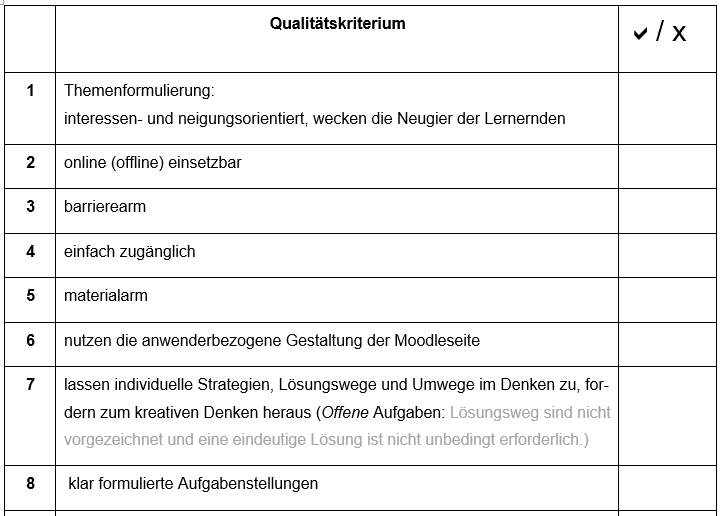 Qualitätskriterium
✓ / x
1 Themenformulierung:
interessen- und neigungsorientiert, wecken die Neugier der Lernernden
2 online (offline) einsetzbar
3 barrierearm
4 einfach zugänglich
5 materialarm
6 nutzen die anwenderbezogene Gestaltung der Moodleseite
7 lassen individuelle Strategien, Lösungswege und Umwege im Denken zu, for-
dern zum kreativen Denken heraus (Offene Aufgaben: Lösungsweg sind nicht
vorgezeichnet und eine eindeutige Lösung ist nicht unbedingt erforderlich.)
8 klar formulierte Aufgabenstellungen